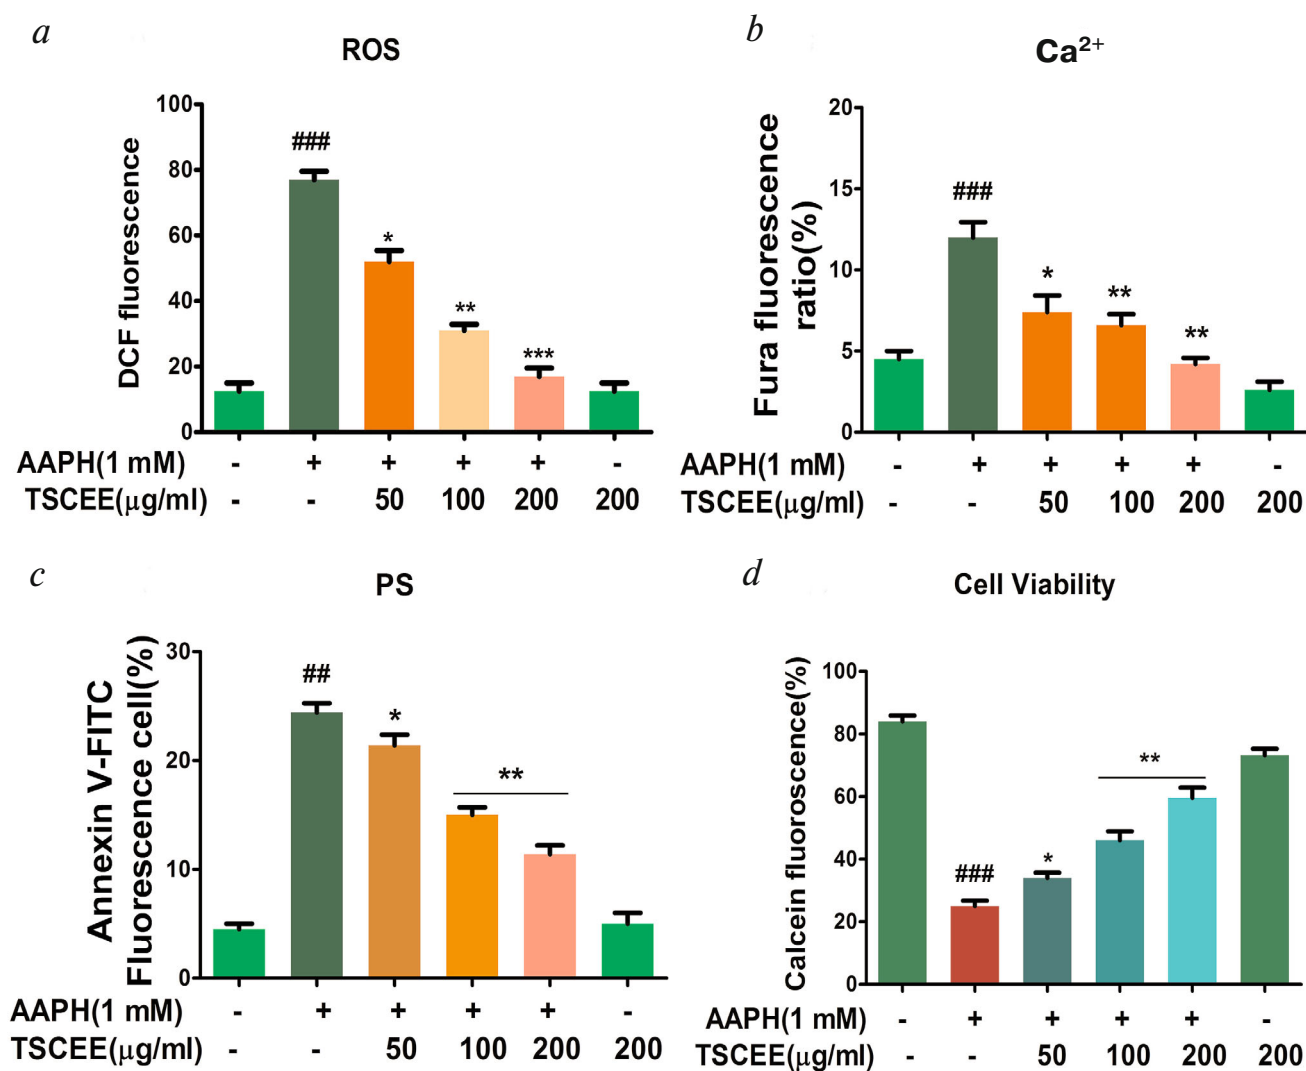 a
ROS
DCF fluorescence
100
80
60
40
20
0
###
*
**
***
AAPH(1 mM) - + + + + -
TSCEE(μg/ml) - - 50 100 200 200
b
Ca²⁺
Fura fluorescence
ratio(%)
20
15
10
5
0
###
*
**
**
AAPH(1 mM) - + + + + -
TSCEE(μg/ml) - - 50 100 200 200
c
PS
Annexin V-FITC
Fluorescence cell(%)
30
20
10
0
##
*
**
AAPH(1 mM) - + + + + -
TSCEE(μg/ml) - - 50 100 200 200
d
Cell Viability
Calcein fluoroscence(%)
100
80
60
40
20
0
###
*
**
AAPH(1 mM) - + + + + -
TSCEE(μg/ml) - - 50 100 200 200